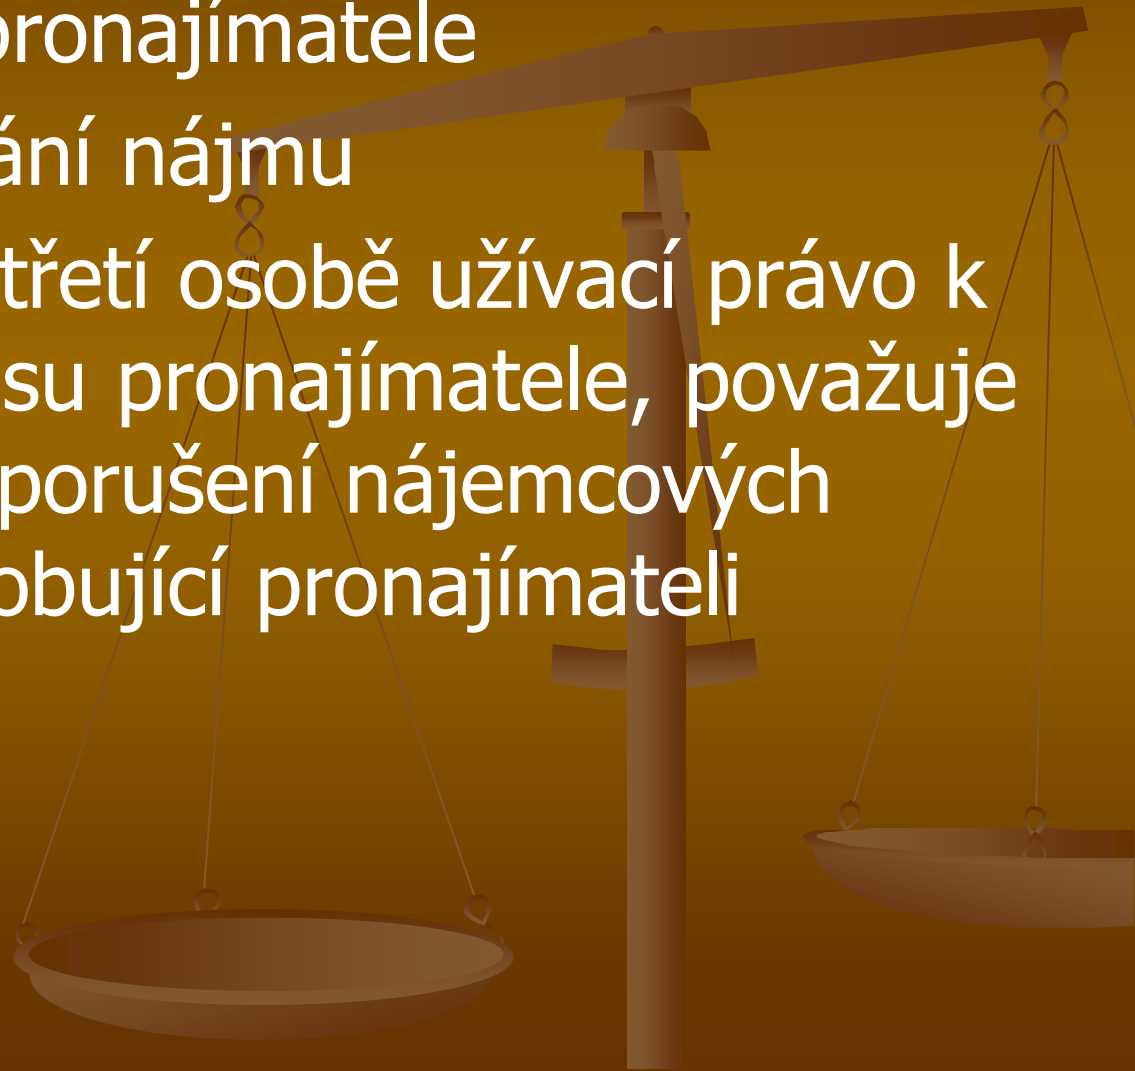 pronajímatele
ání nájmu
třetí osobě užívací právo k
su pronajímatele, považuje
porušení nájemcových
obující pronajímateli